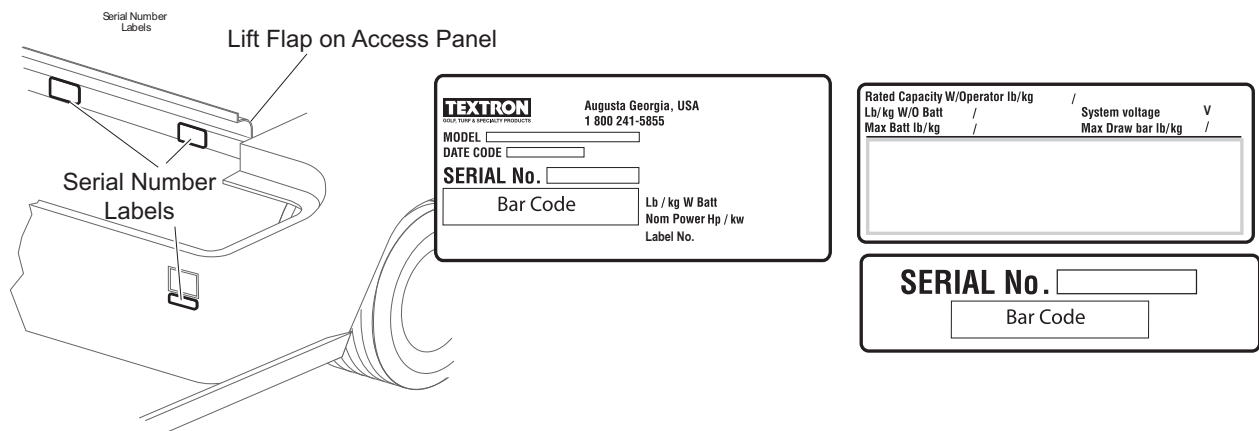 Serial Number
Labels
Lift Flap on Access Panel
Serial Number
Labels
TEXTRON
GOLF, TURF & SPECIALTY PRODUCTS
Augusta Georgia, USA
1 800 241-5855
MODEL
DATE CODE
SERIAL No.
Bar Code
Lb / kg W Batt
Nom Power Hp / kw
Label No.
Rated Capacity W/Operator lb/kg /
Lb/kg W/O Batt / System voltage V
Max Batt lb/kg / Max Draw bar lb/kg /
SERIAL No.
Bar Code